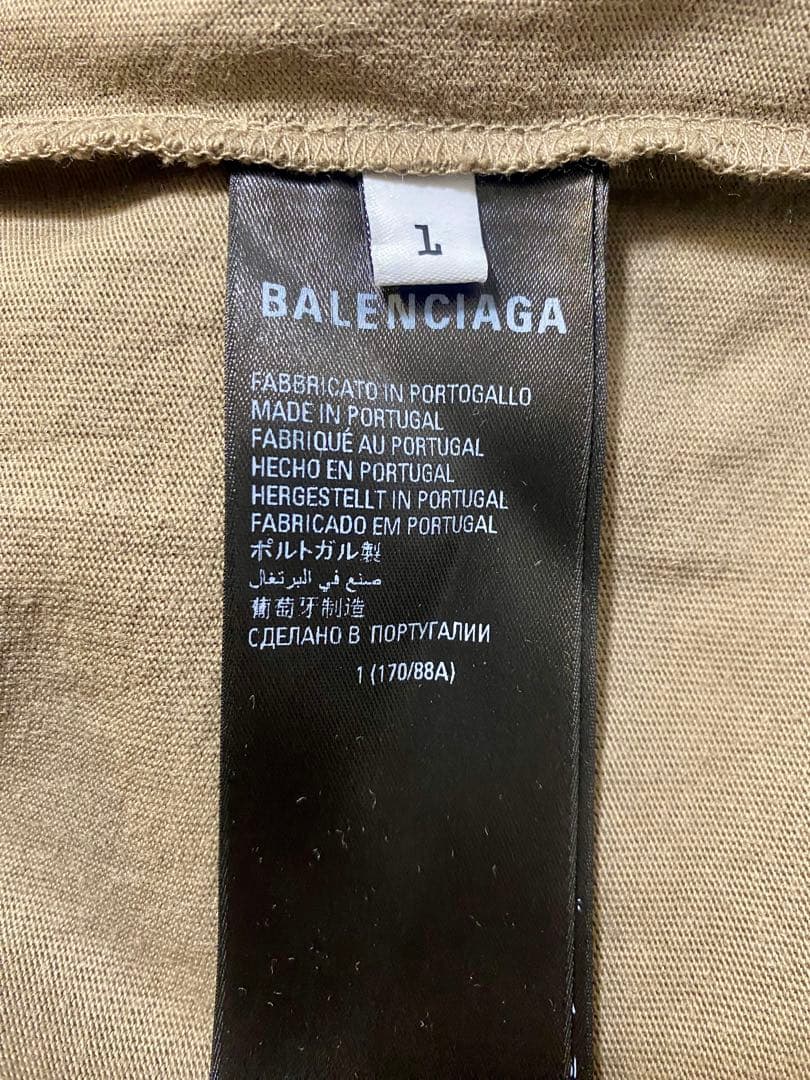 1
BALENCIAGA
FABBRICATO IN PORTOGALLO
MADE IN PORTUGAL
FABRIQUÉ AU PORTUGAL
HECHO EN PORTUGAL
HERGESTELLT IN PORTUGAL
FABRICADO EM PORTUGAL
ポルトガル製
صنع في البرتغال
葡萄牙制造
СДЕЛАНО В ПОРТУГАЛИИ
1 (170/88A)